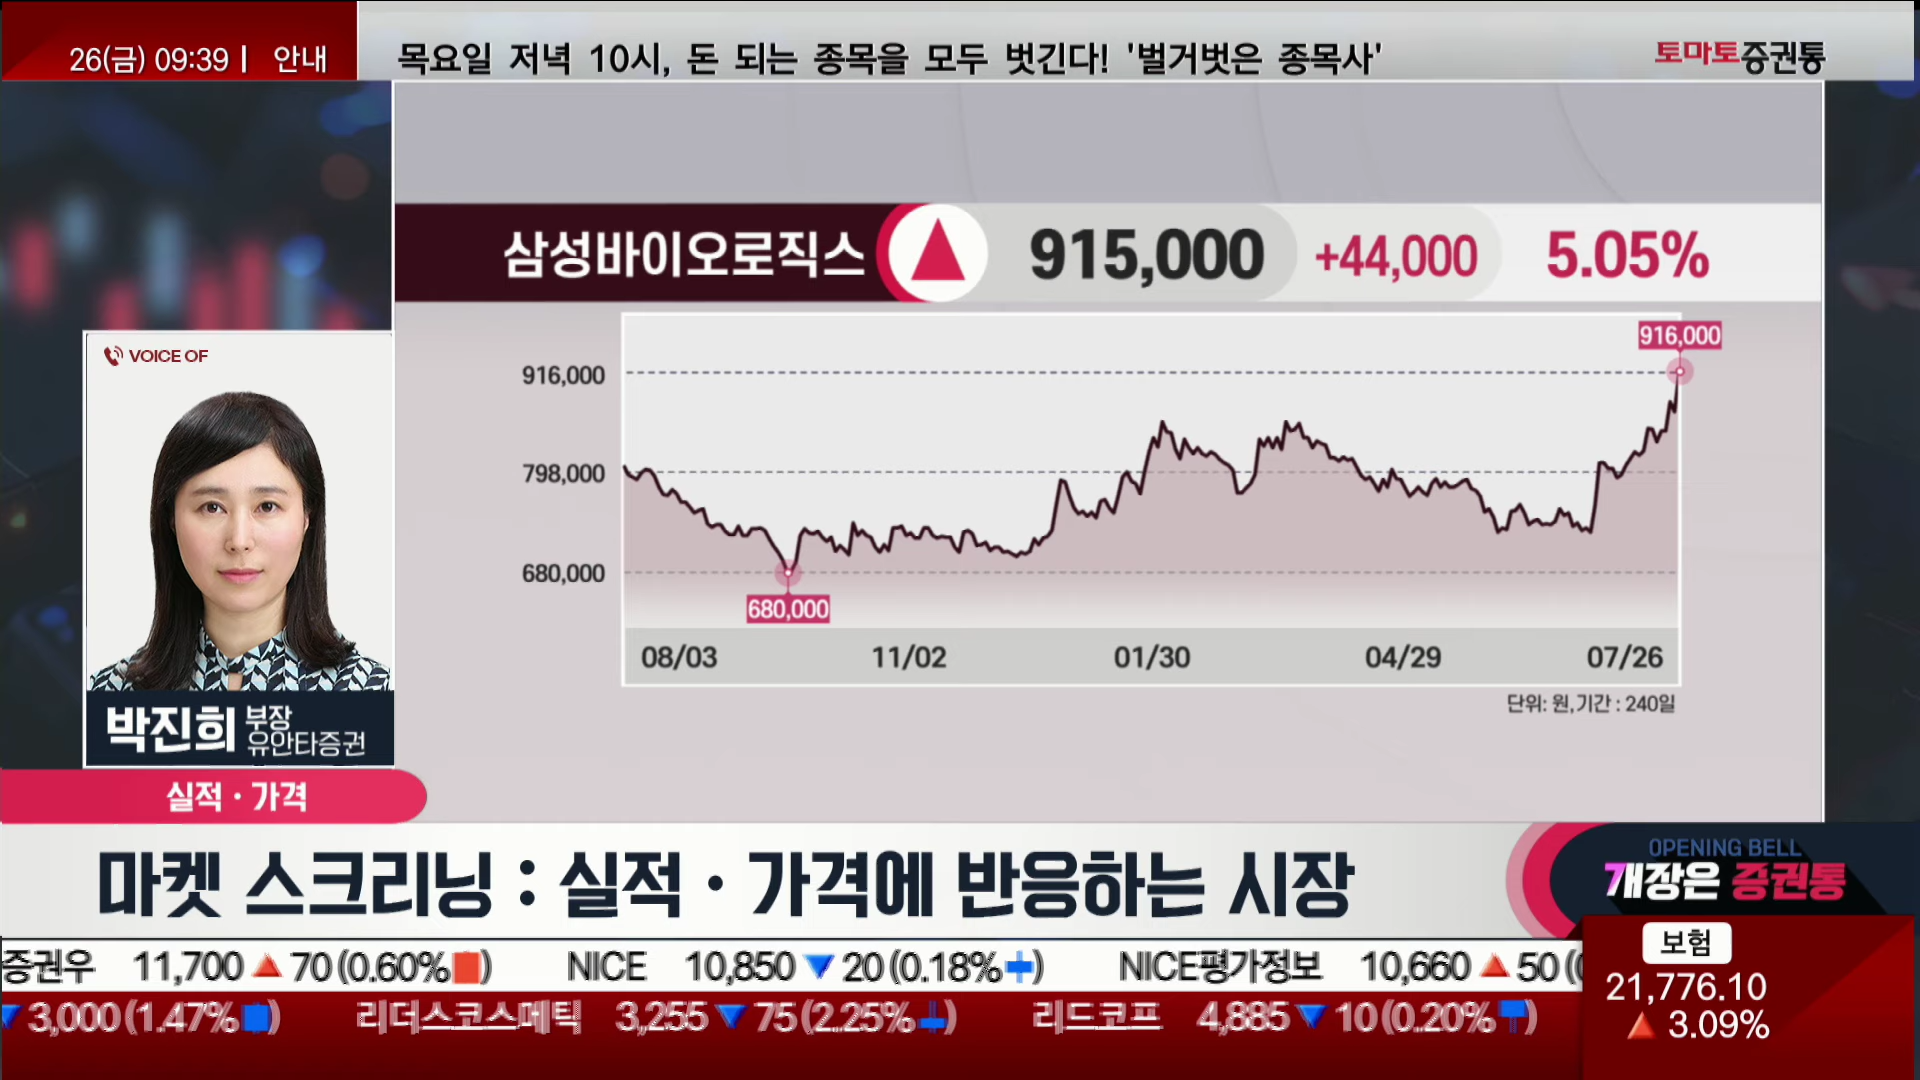 26(금) 09:39 | 안내
목요일 저녁 10시, 돈 되는 종목을 모두 벗긴다! '벌거벗은 종목사'
토마토증권통
삼성바이오로직스 ▲ 915,000 +44,000 5.05%
VOICE OF
916,000
916,000
798,000
680,000
680,000
08/03 11/02 01/30 04/29 07/26
단위: 원, 기간 : 240일
박진희 부장
유안타증권
실적·가격
마켓 스크리닝 : 실적·가격에 반응하는 시장
OPENING BELL
개장은 증권통
증권우 11,700 ▲ 70 (0.60%) NICE 10,850 ▼ 20 (0.18%) NICE평가정보 10,660 ▲ 50
▼ 3,000 (1.47%) 리더스코스메틱 3,255 ▼ 75 (2.25%) 리드코프 4,885 ▼ 10 (0.20%)
보험
21,776.10
▲ 3.09%